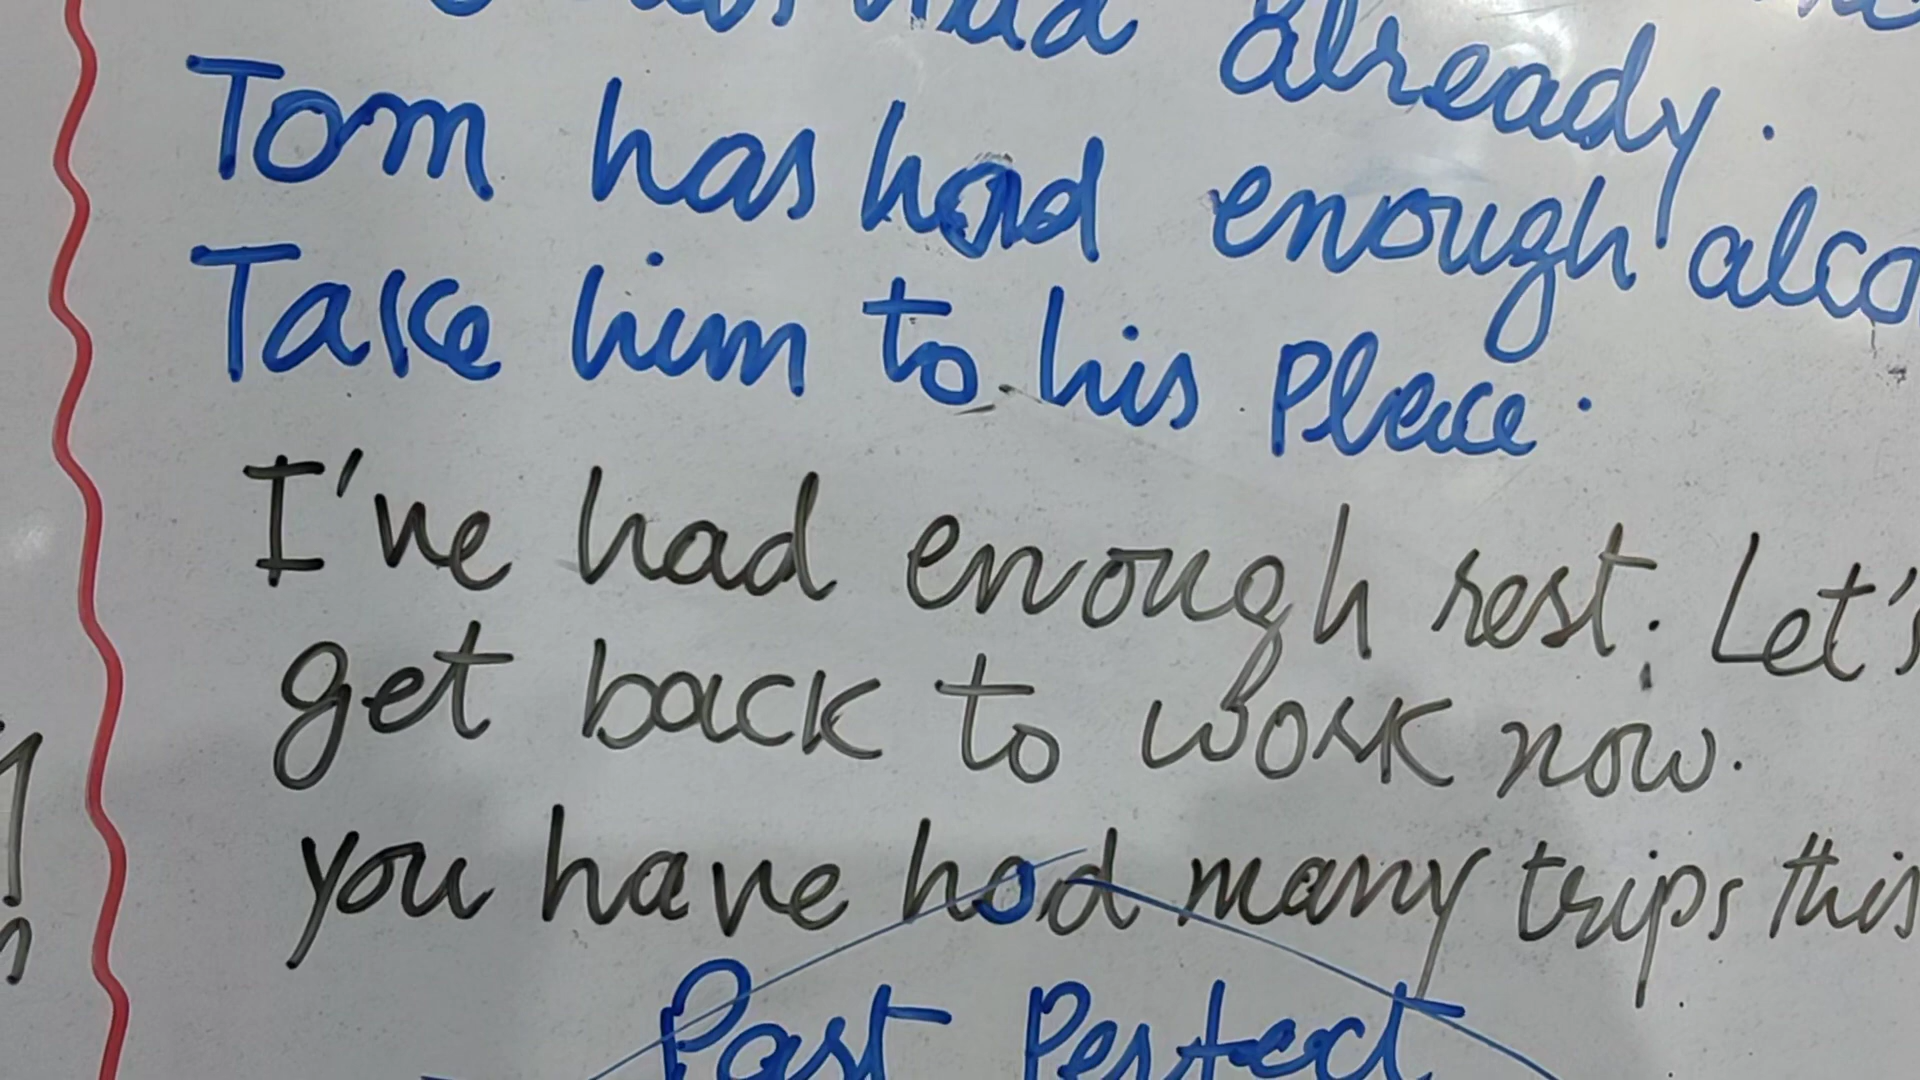 had already.
Tom has had enough alco
Take him to his Place.
I've had enough rest. Let's
get back to work now.
you have had many trips this
Past Perfect